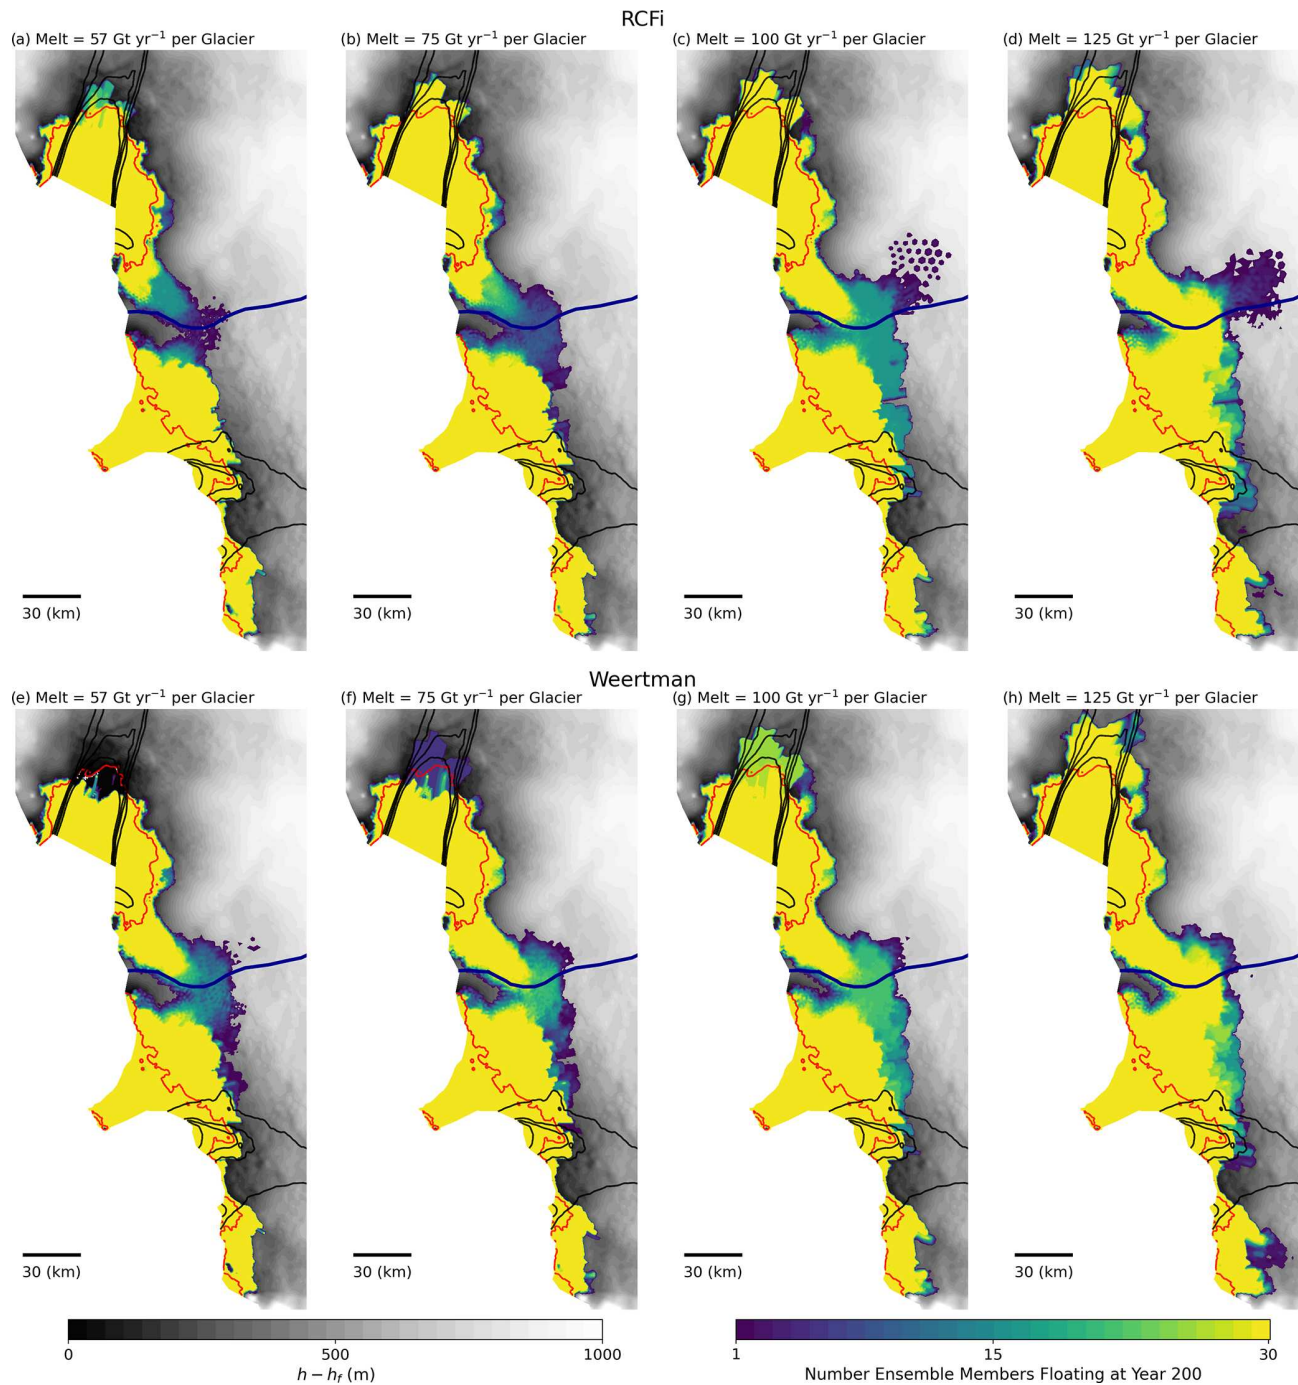 RCFi
(a) Melt = 57 Gt yr⁻¹ per Glacier
(b) Melt = 75 Gt yr⁻¹ per Glacier
(c) Melt = 100 Gt yr⁻¹ per Glacier
(d) Melt = 125 Gt yr⁻¹ per Glacier
30 (km)
30 (km)
30 (km)
30 (km)
Weertman
(e) Melt = 57 Gt yr⁻¹ per Glacier
(f) Melt = 75 Gt yr⁻¹ per Glacier
(g) Melt = 100 Gt yr⁻¹ per Glacier
(h) Melt = 125 Gt yr⁻¹ per Glacier
30 (km)
30 (km)
30 (km)
30 (km)
0 500 1000
h − h_f (m)
1 15 30
Number Ensemble Members Floating at Year 200